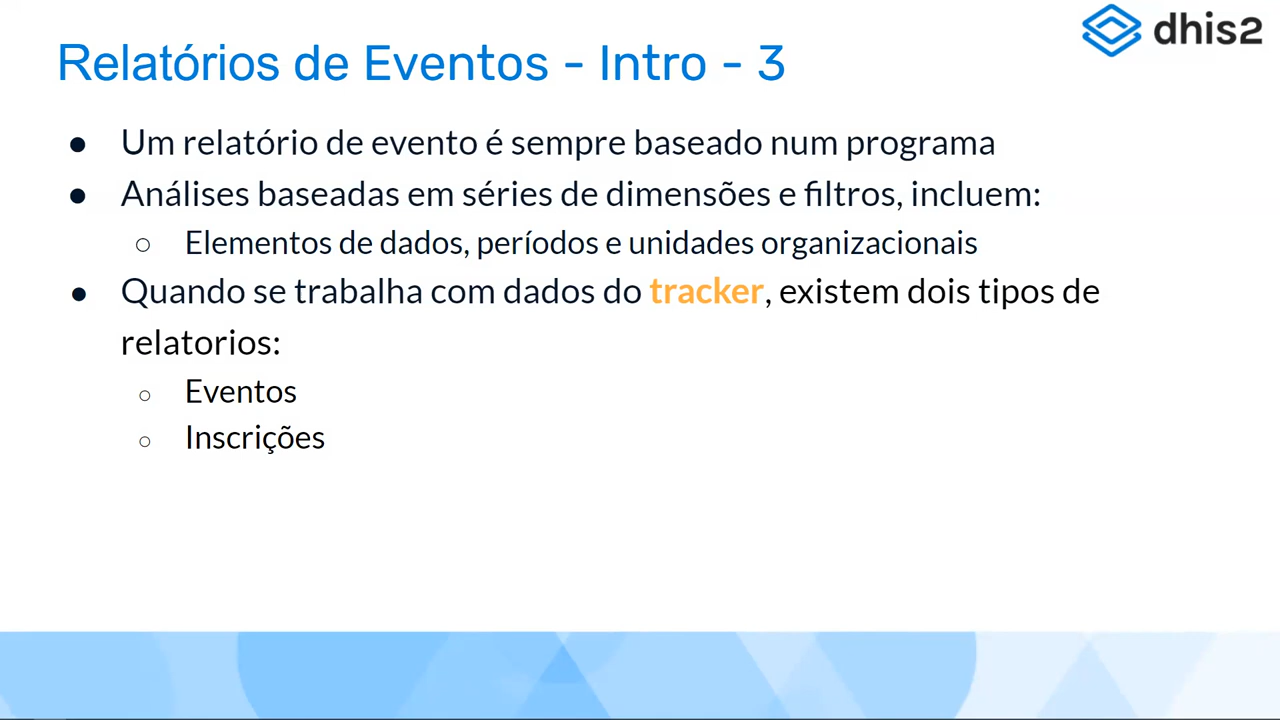 dhis2
Relatórios de Eventos - Intro - 3
● Um relatório de evento é sempre baseado num programa
● Análises baseadas em séries de dimensões e filtros, incluem:
○ Elementos de dados, períodos e unidades organizacionais
● Quando se trabalha com dados do tracker, existem dois tipos de
relatorios:
○ Eventos
○ Inscrições